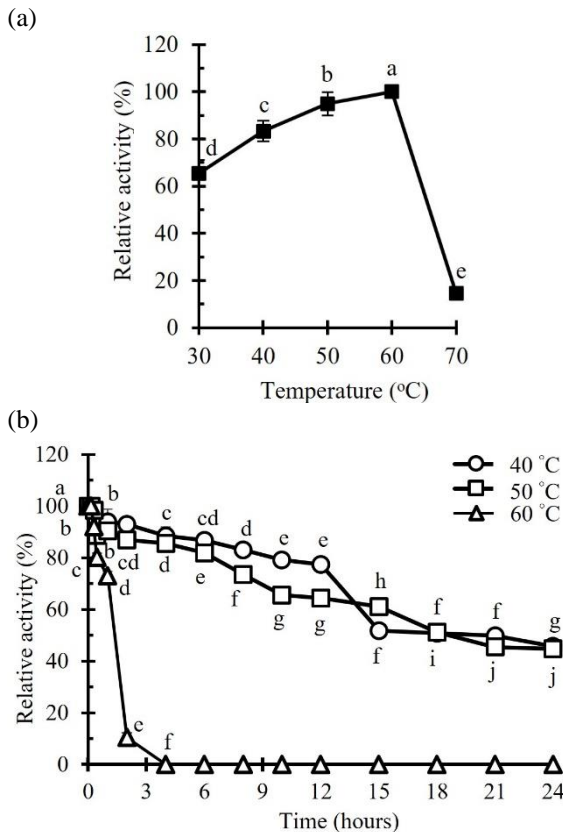 (a)
120
100
80
60
40
20
0
Relative activity (%)
d
c
b
a
e
30 40 50 60 70
Temperature (°C)
(b)
120
100
80
60
40
20
0
Relative activity (%)
40 °C
50 °C
60 °C
a b
c cd d e e
b
b cd d e f g g h f f g
c d
f i j j
e f
0 3 6 9 12 15 18 21 24
Time (hours)